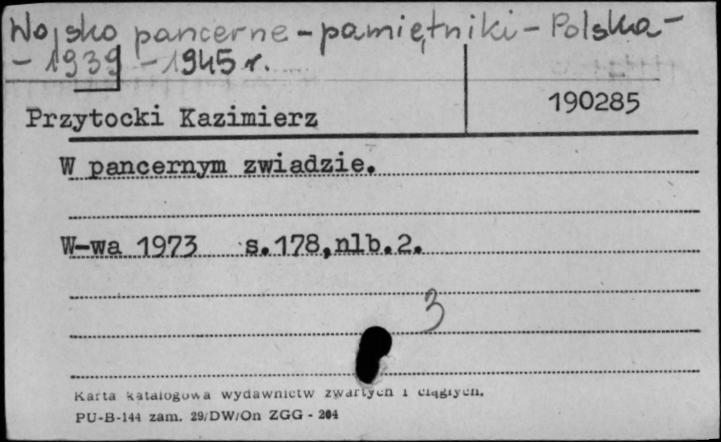 Wojsko pancerne - pamiętniki - Polska -
- 1939 - 1945 r.
190285
Przytocki Kazimierz
W pancernym zwiadzie.
W-wa 1973 s.178,nlb.2.
3
Karta katalogowa wydawnictw zwartych i ciągłych.
PU-B-144 zam. 29/DW/On ZGG - 204